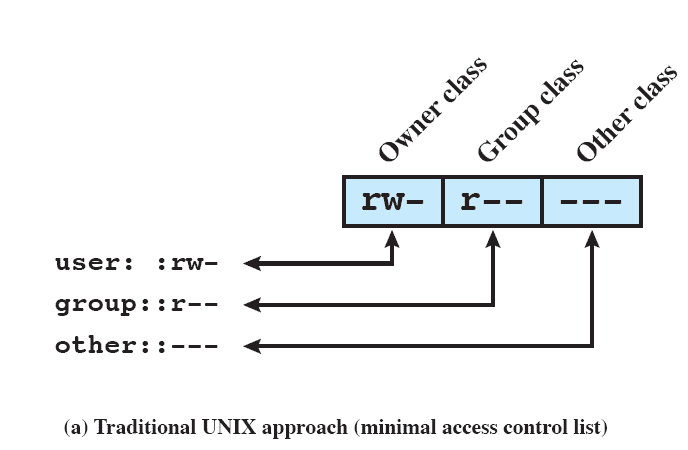 Owner class
Group class
Other class
rw- r-- ---
user: :rw-
group::r--
other::---
(a) Traditional UNIX approach (minimal access control list)